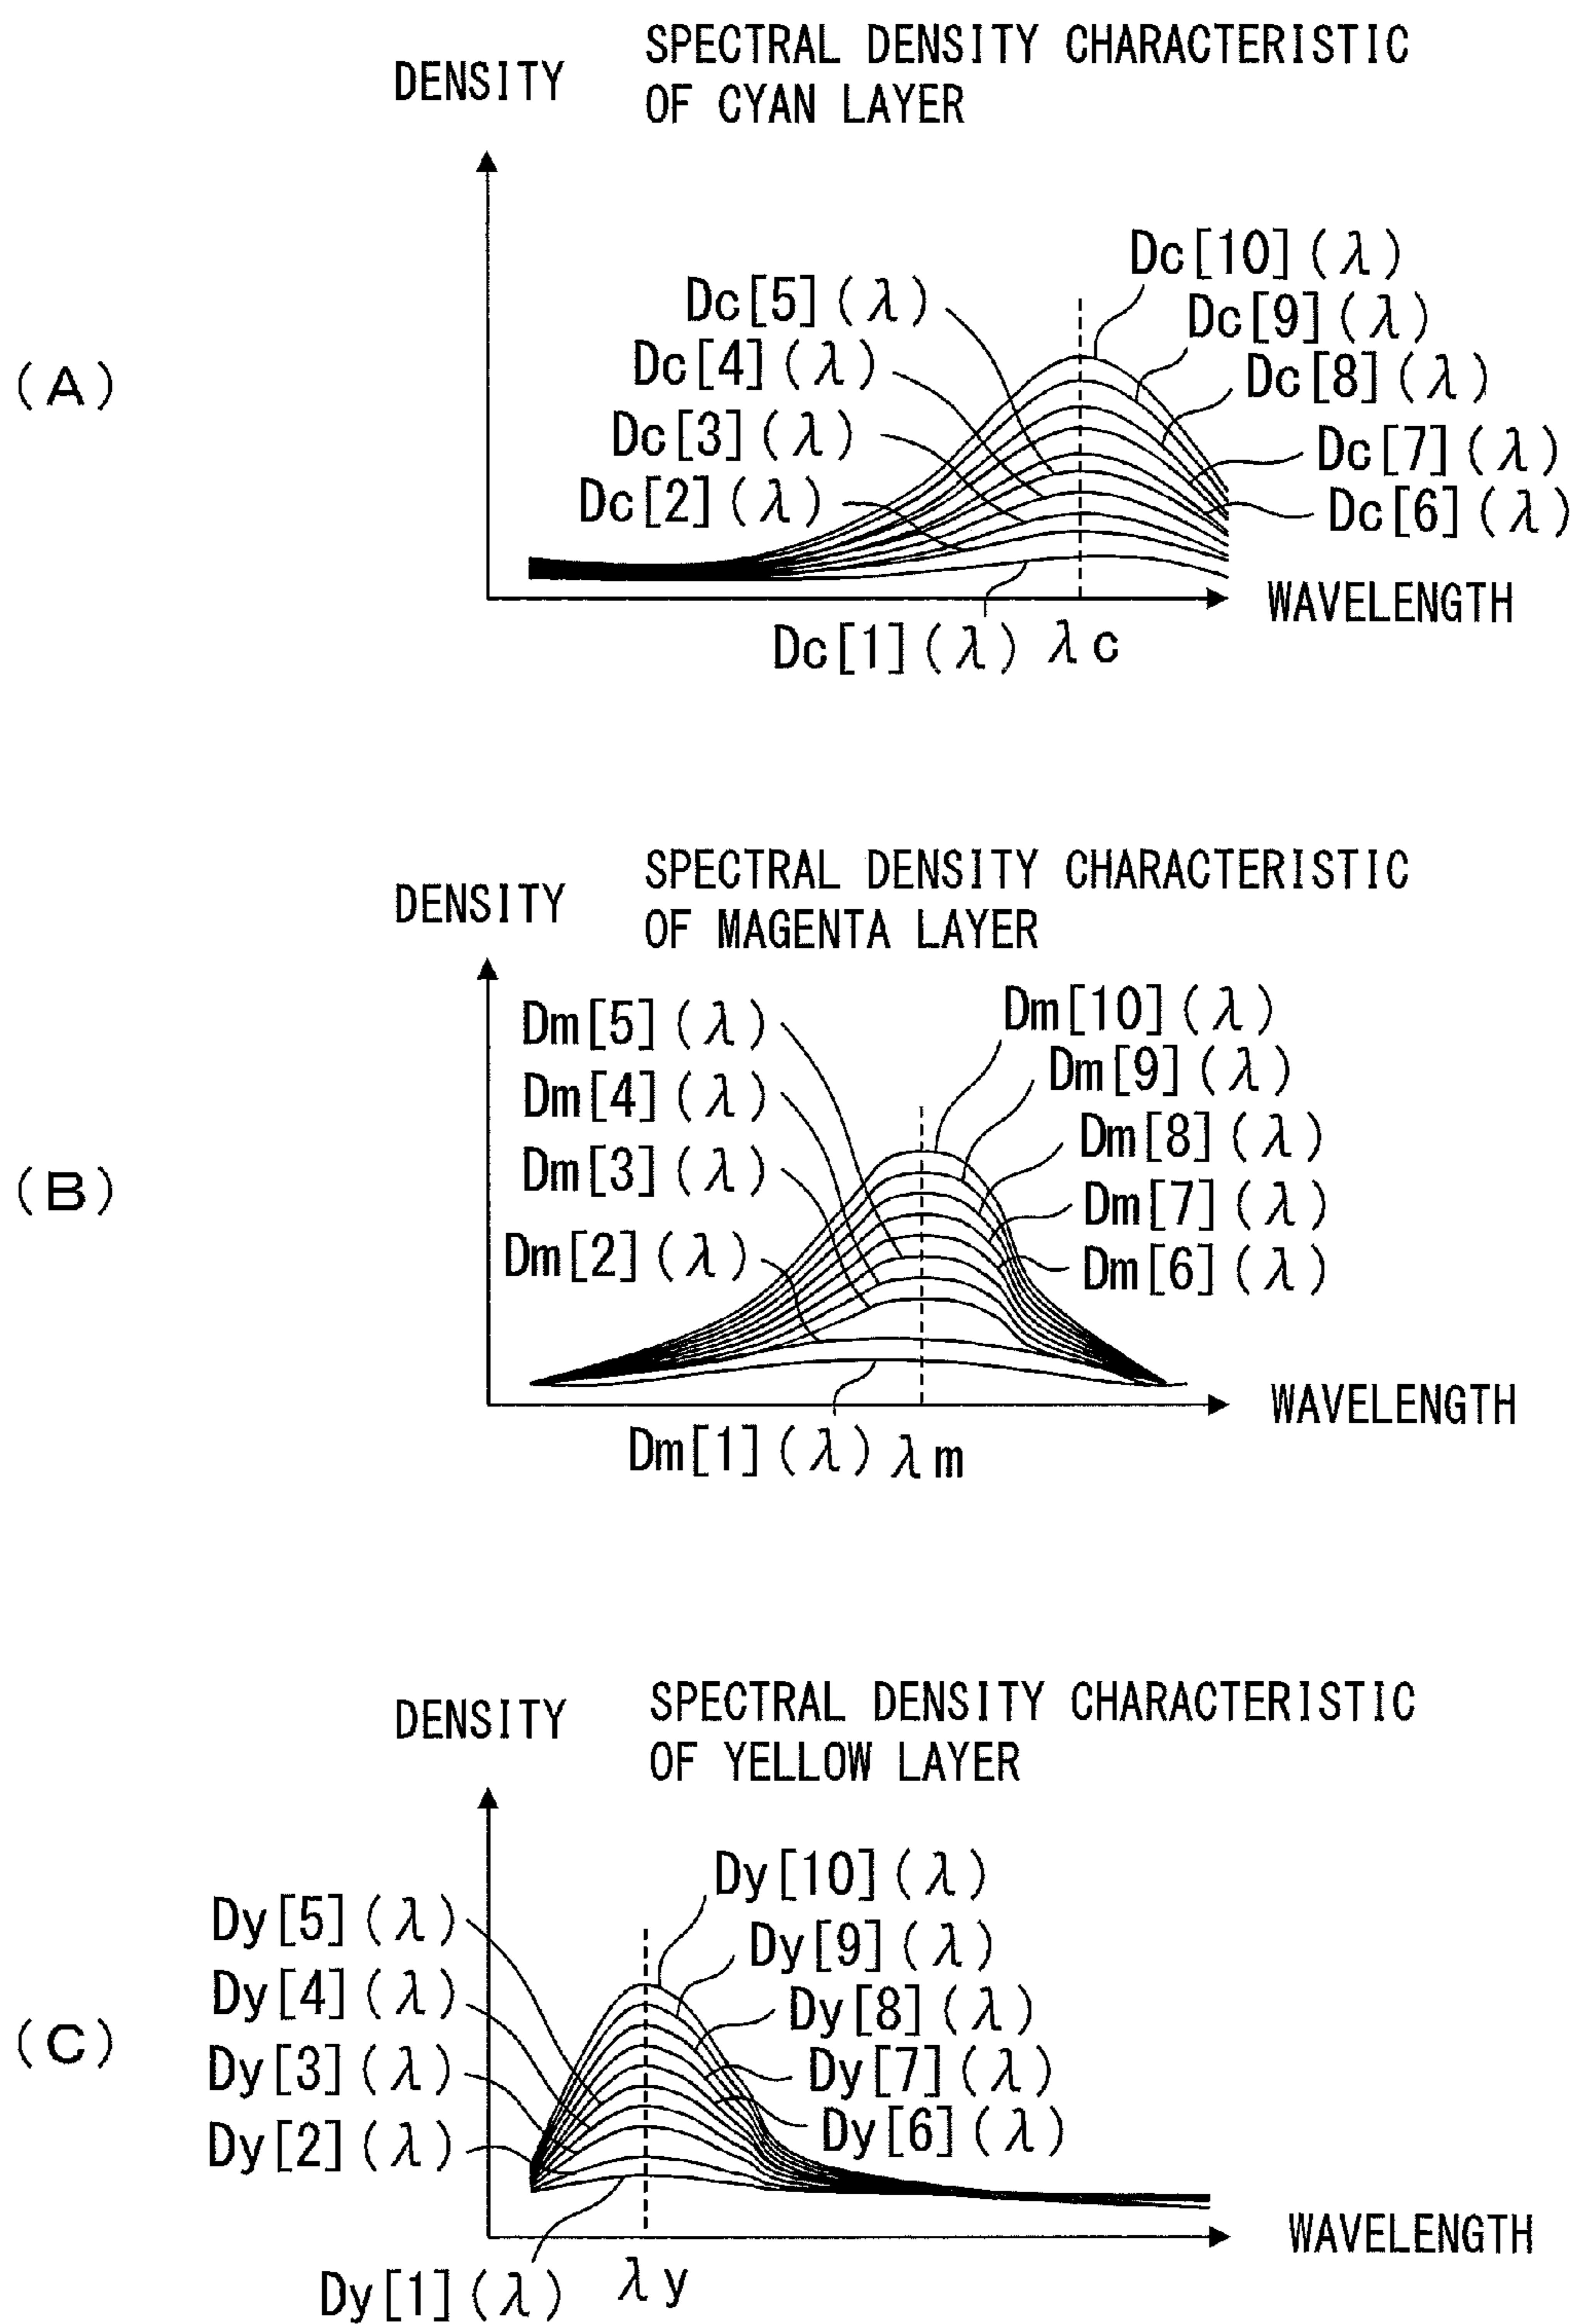 SPECTRAL DENSITY CHARACTERISTIC
OF CYAN LAYER
DENSITY
(A)
Dc[10](λ)
Dc[5](λ)
Dc[9](λ)
Dc[4](λ)
Dc[8](λ)
Dc[3](λ)
Dc[7](λ)
Dc[2](λ)
Dc[6](λ)
WAVELENGTH
Dc[1](λ) λc
SPECTRAL DENSITY CHARACTERISTIC
OF MAGENTA LAYER
DENSITY
(B)
Dm[10](λ)
Dm[5](λ)
Dm[9](λ)
Dm[4](λ)
Dm[8](λ)
Dm[3](λ)
Dm[7](λ)
Dm[2](λ)
Dm[6](λ)
WAVELENGTH
Dm[1](λ) λm
SPECTRAL DENSITY CHARACTERISTIC
OF YELLOW LAYER
DENSITY
(C)
Dy[10](λ)
Dy[5](λ)
Dy[9](λ)
Dy[4](λ)
Dy[8](λ)
Dy[3](λ)
Dy[7](λ)
Dy[2](λ)
Dy[6](λ)
WAVELENGTH
Dy[1](λ) λy